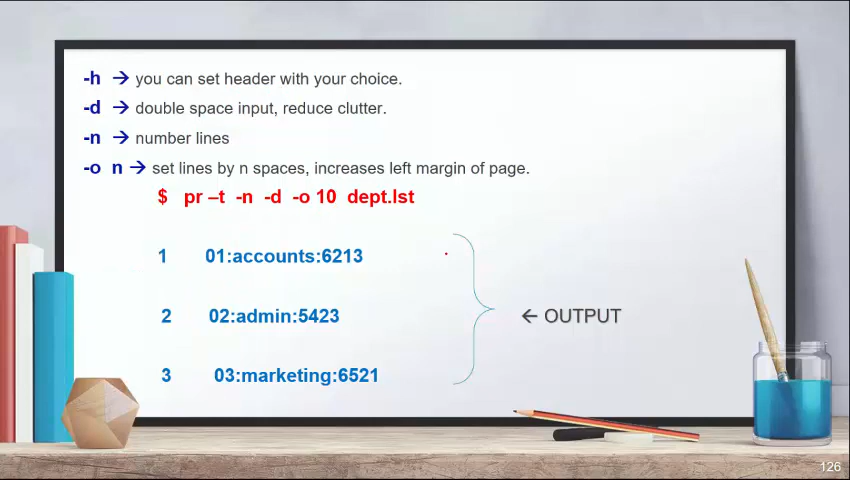 -h → you can set header with your choice.
-d → double space input, reduce clutter.
-n → number lines
-o n → set lines by n spaces, increases left margin of page.
$ pr –t -n -d -o 10 dept.lst
1 01:accounts:6213
2 02:admin:5423
← OUTPUT
3 03:marketing:6521
126